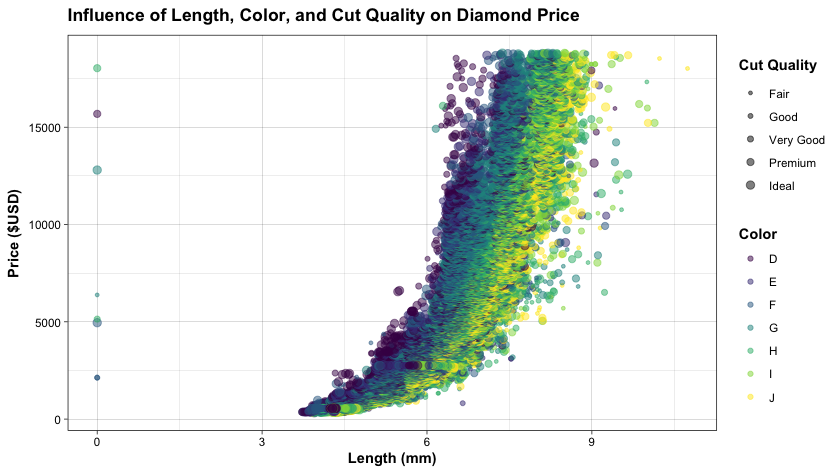 Influence of Length, Color, and Cut Quality on Diamond Price
Price ($USD)
15000
10000
5000
0
0
3
6
9
Length (mm)
Cut Quality
Fair
Good
Very Good
Premium
Ideal
Color
D
E
F
G
H
I
J